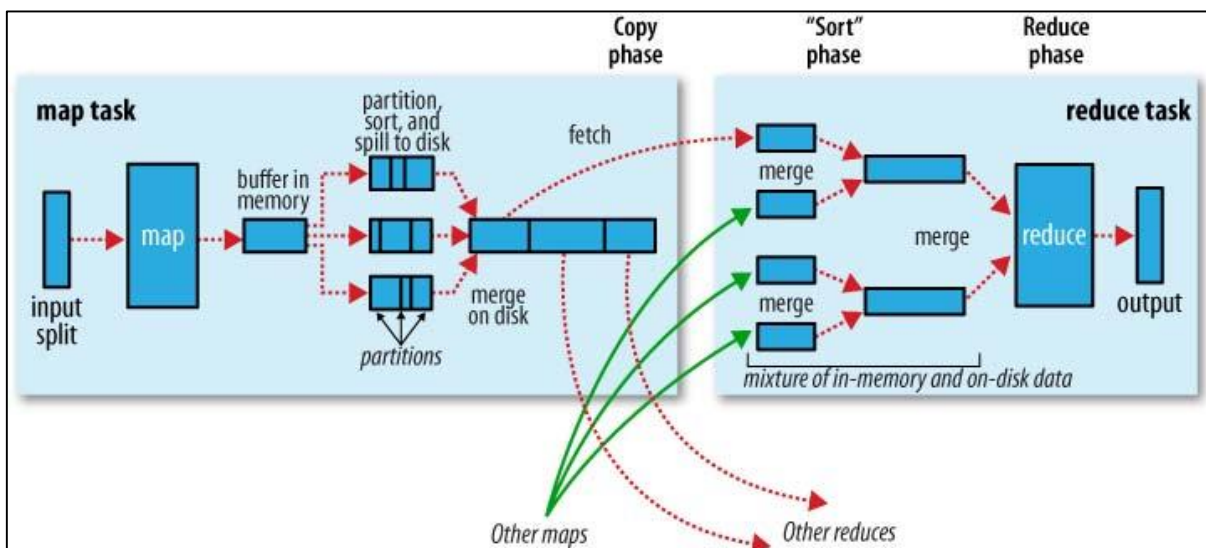 Copy
phase
“Sort”
phase
Reduce
phase
map task
partition,
sort, and
spill to disk
fetch
reduce task
buffer in
memory
merge
map
merge
reduce
input
split
merge
on disk
merge
output
partitions
mixture of in-memory and on-disk data
Other maps
Other reduces